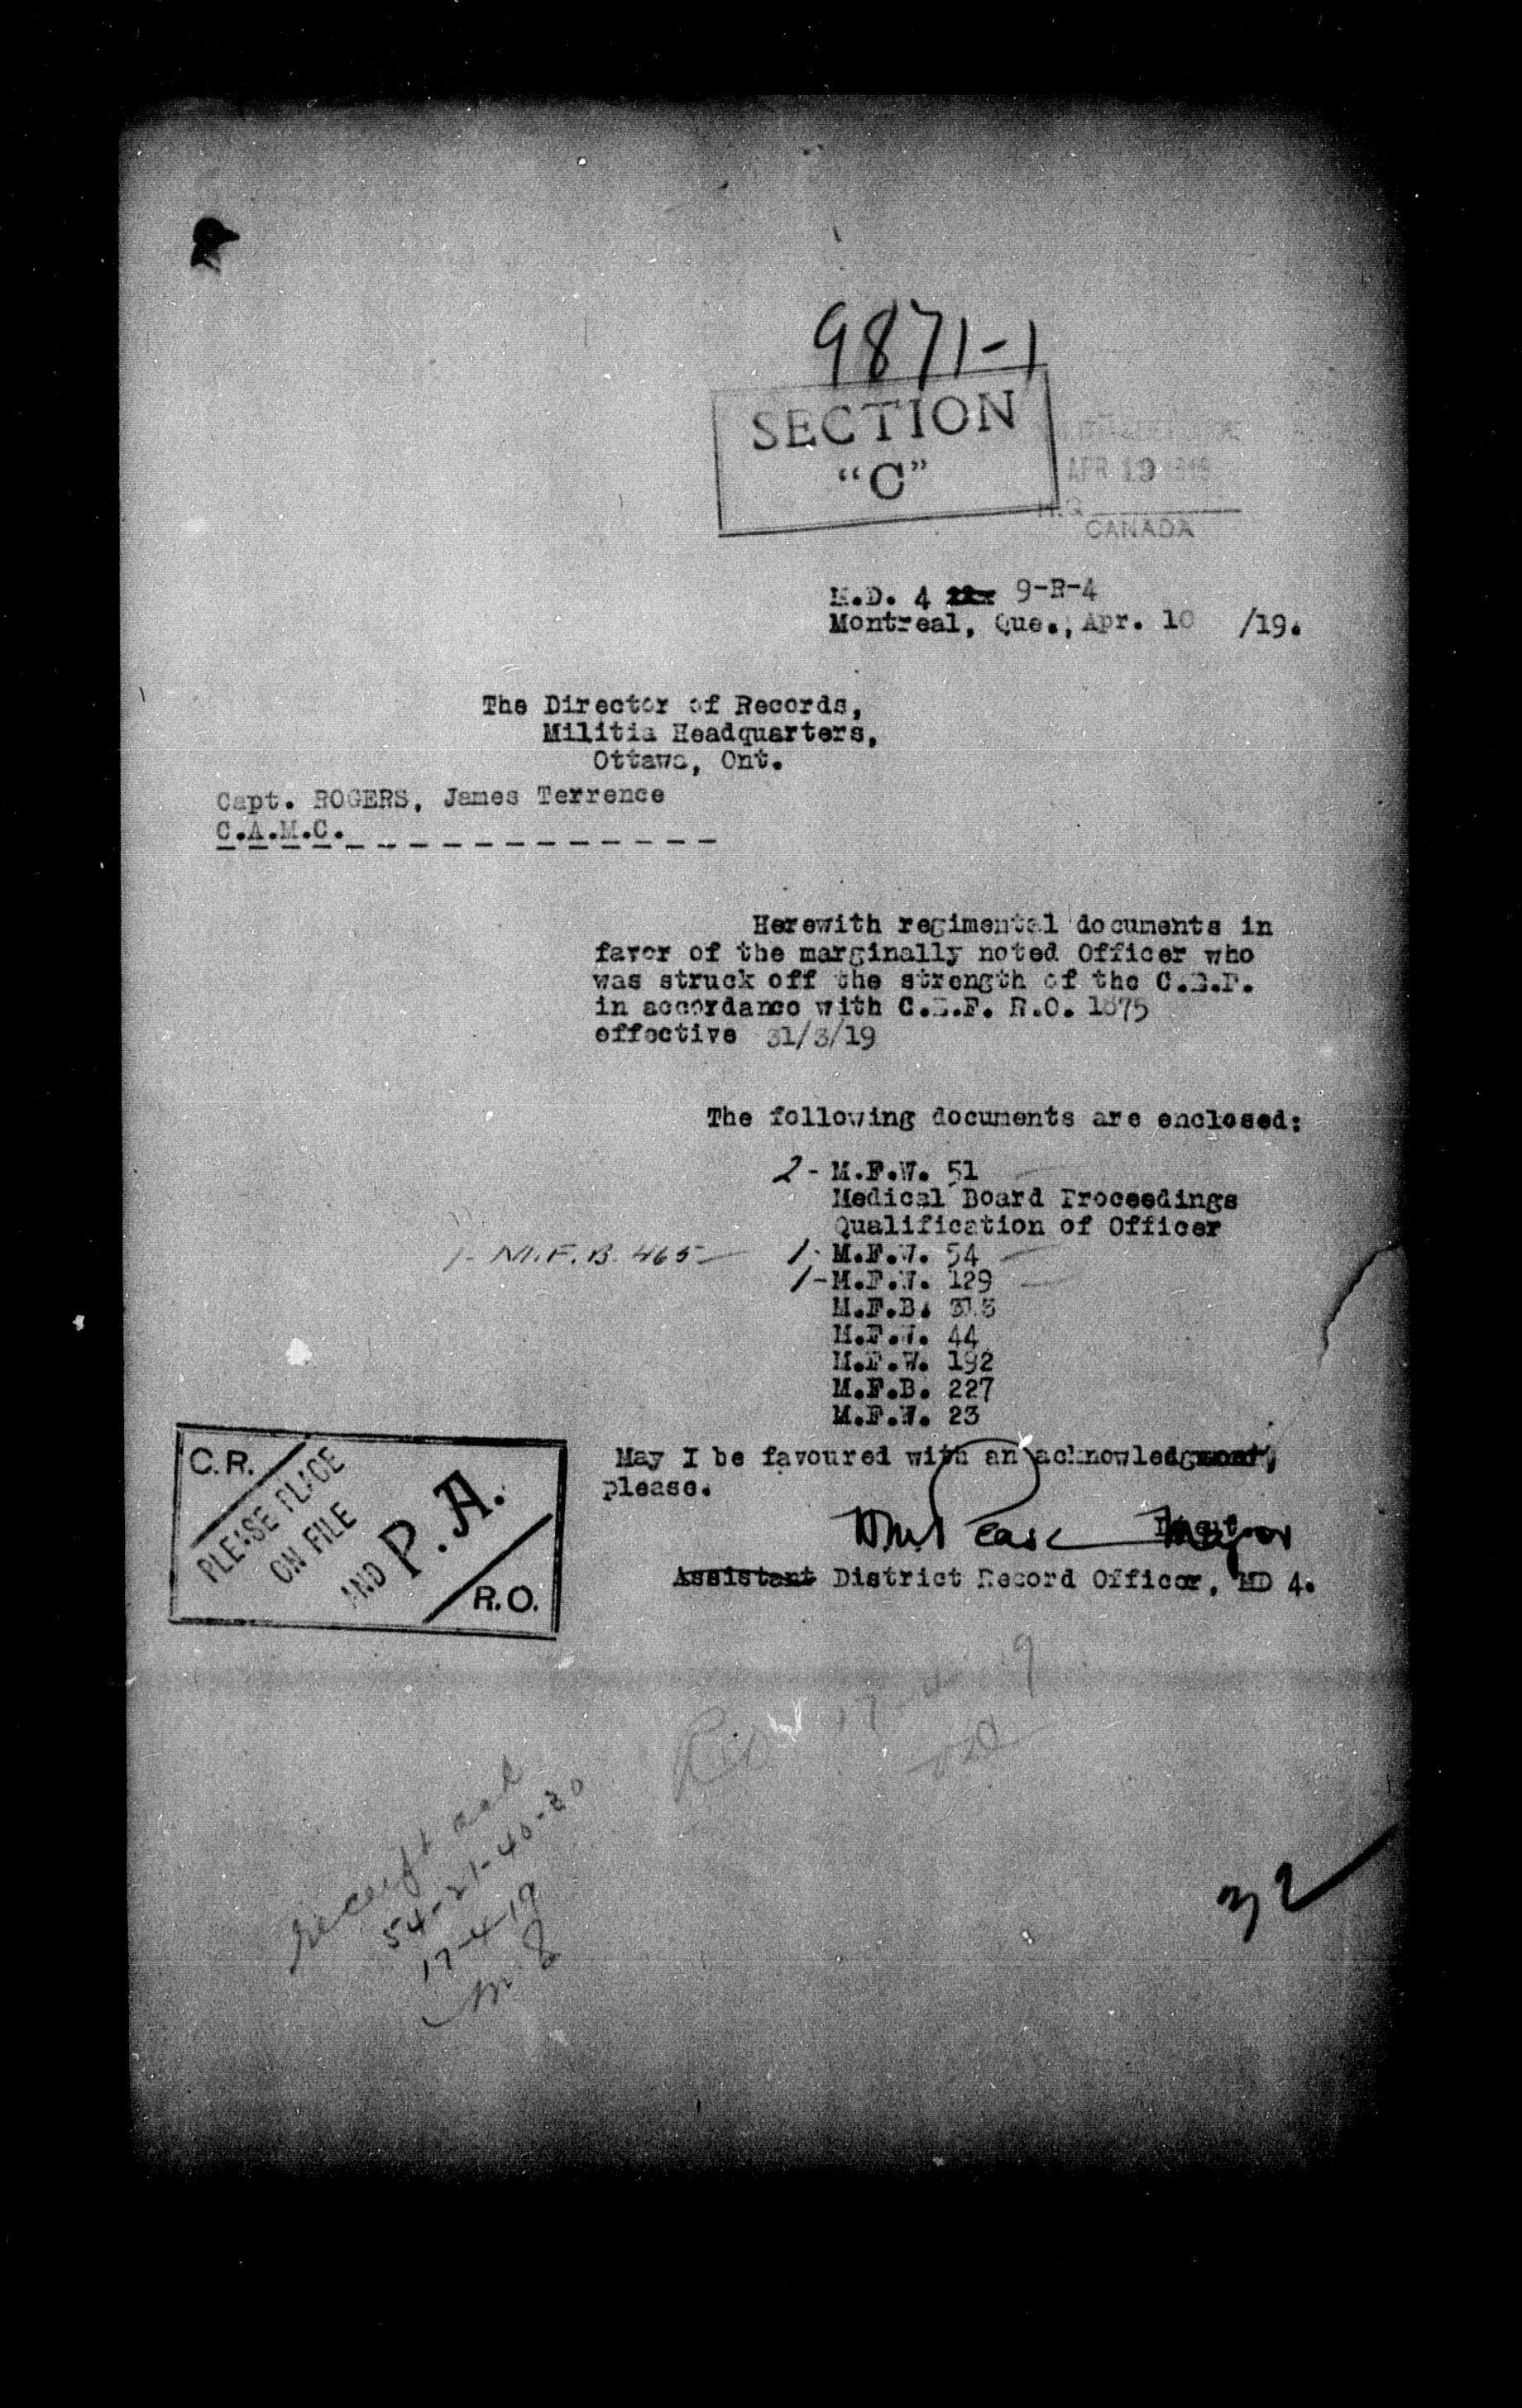 9871-1
SECTION
"C"
APR 19 1919
H.Q.
CANADA
M.D. 4 9-R-4
Montreal, Que., Apr. 10 /19.
The Director of Records,
Militia Headquarters,
Ottawa, Ont.
Capt. ROGERS, James Terrence
C.A.M.C.
Herewith regimental documents in
favor of the marginally noted Officer who
was struck off the strength of the C.E.F.
in accordance with C.E.F. R.O. 1875
effective 31/3/19
The following documents are enclosed:
2- M.F.W. 51
Medical Board Proceedings
Qualification of Officer
1- M.F.B. 465 1- M.F.W. 54
1- M.F.W. 129
M.F.B. 313
M.F.W. 44
M.F.W. 192
M.F.B. 227
M.F.W. 23
May I be favoured with an acknowledgment,
please.
Major
Assistant District Record Officer, MD 4.
C.R.
PLEASE PLACE
ON FILE
AND P.A.
R.O.
receipt ack
54-21-40-80
17-4-19
32